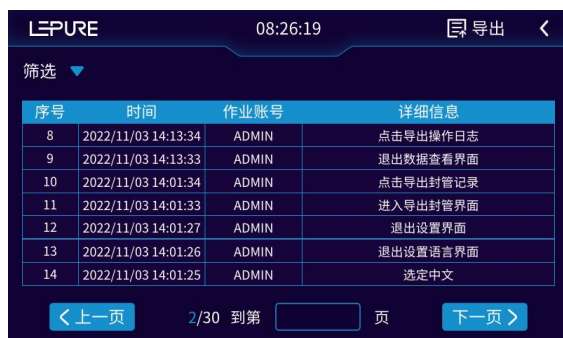 LEPURE 08:26:19 导出
筛选
序号 时间 作业账号 详细信息
8 2022/11/03 14:13:34 ADMIN 点击导出操作日志
9 2022/11/03 14:13:33 ADMIN 退出数据查看界面
10 2022/11/03 14:01:34 ADMIN 点击导出封管记录
11 2022/11/03 14:01:33 ADMIN 进入导出封管界面
12 2022/11/03 14:01:27 ADMIN 退出设置界面
13 2022/11/03 14:01:26 ADMIN 退出设置语言界面
14 2022/11/03 14:01:25 ADMIN 选定中文
上一页 2/30 到第 页 下一页